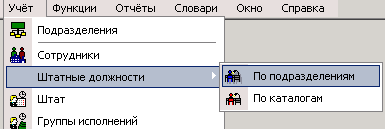 Учёт Функции Отчёты Словари Окно Справка
Подразделения
Сотрудники
Штатные должности
По подразделениям
По каталогам
Штат
Группы исполнений